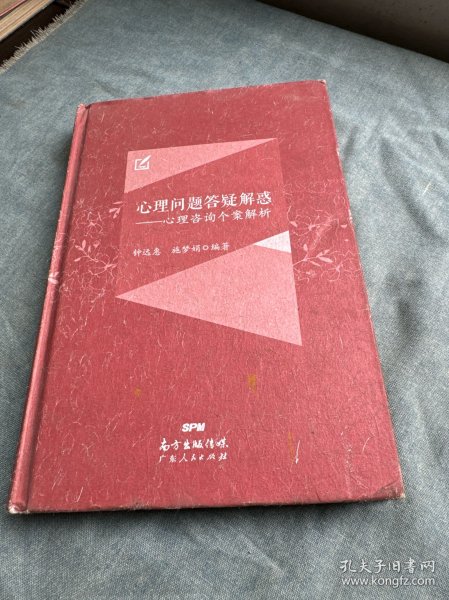 心理问题答疑解惑
——心理咨询个案解析
钟远惠 施梦娟◎编著
SPM
南方出版传媒
广东人民出版社
孔夫子旧书网
www.kongfz.com